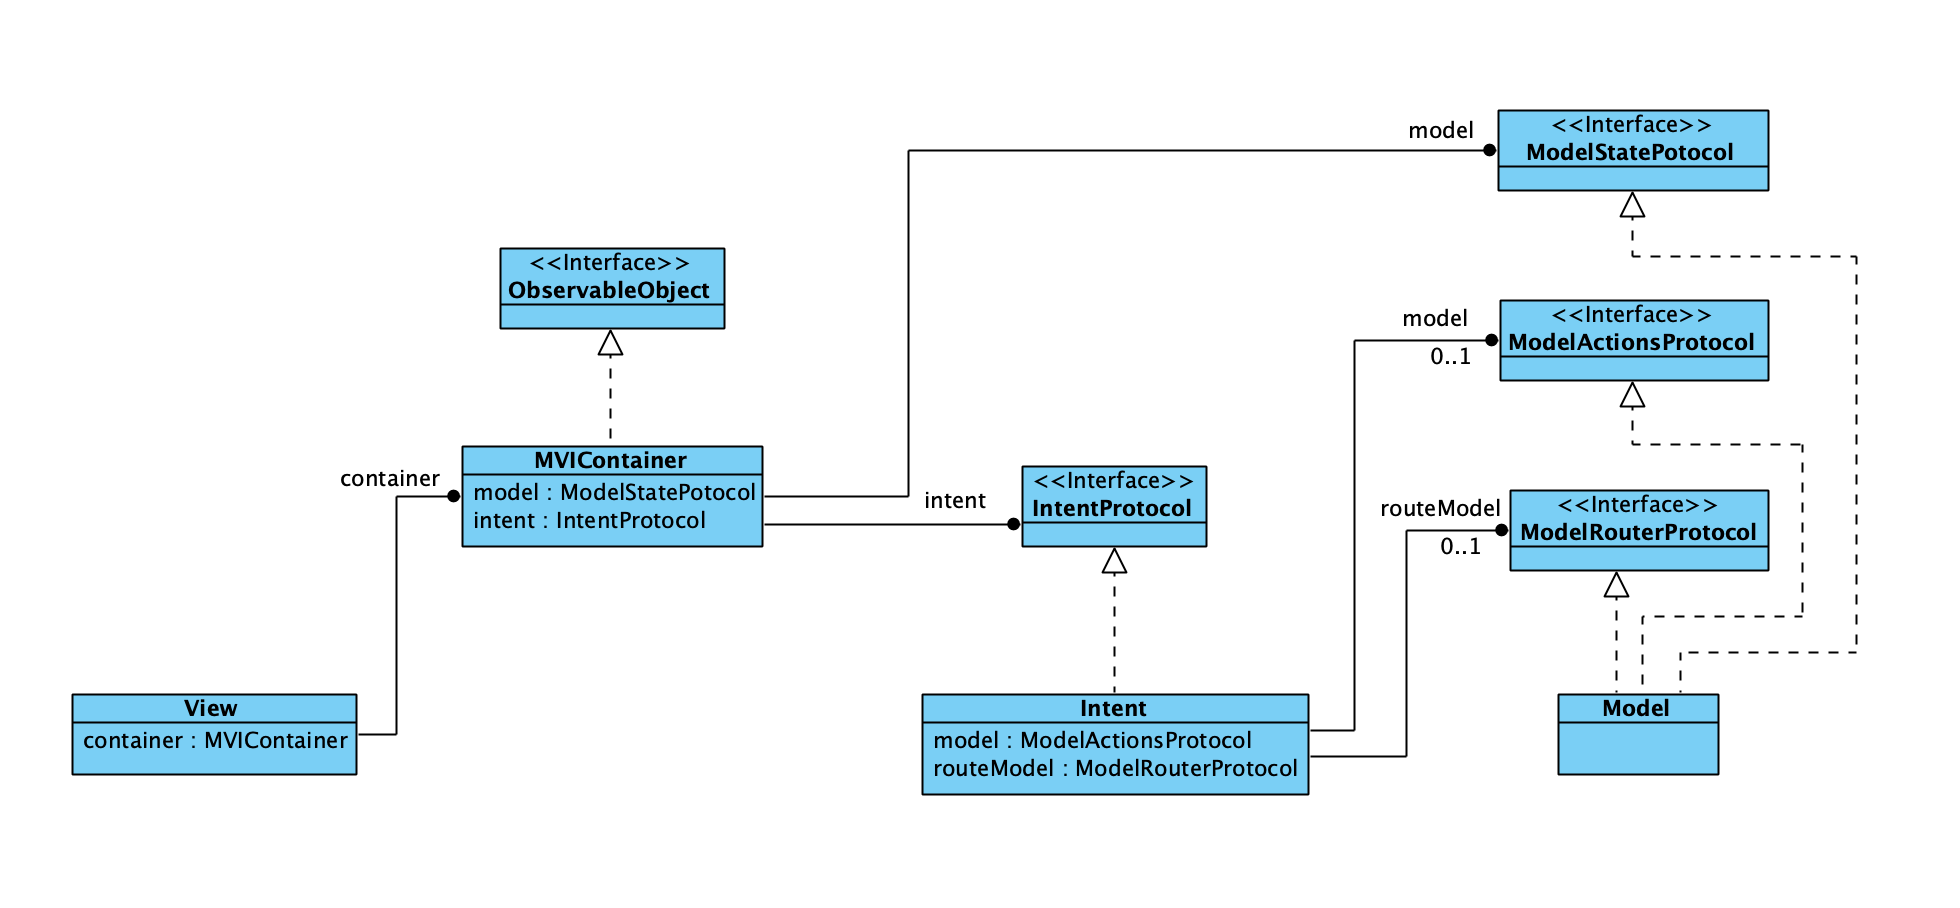 model
<<Interface>>
ModelStatePotocol
<<Interface>>
ObservableObject
model
0..1
<<Interface>>
ModelActionsProtocol
container
MVIContainer
model : ModelStatePotocol
intent : IntentProtocol
intent
<<Interface>>
IntentProtocol
routeModel
0..1
<<Interface>>
ModelRouterProtocol
View
container : MVIContainer
Intent
model : ModelActionsProtocol
routeModel : ModelRouterProtocol
Model